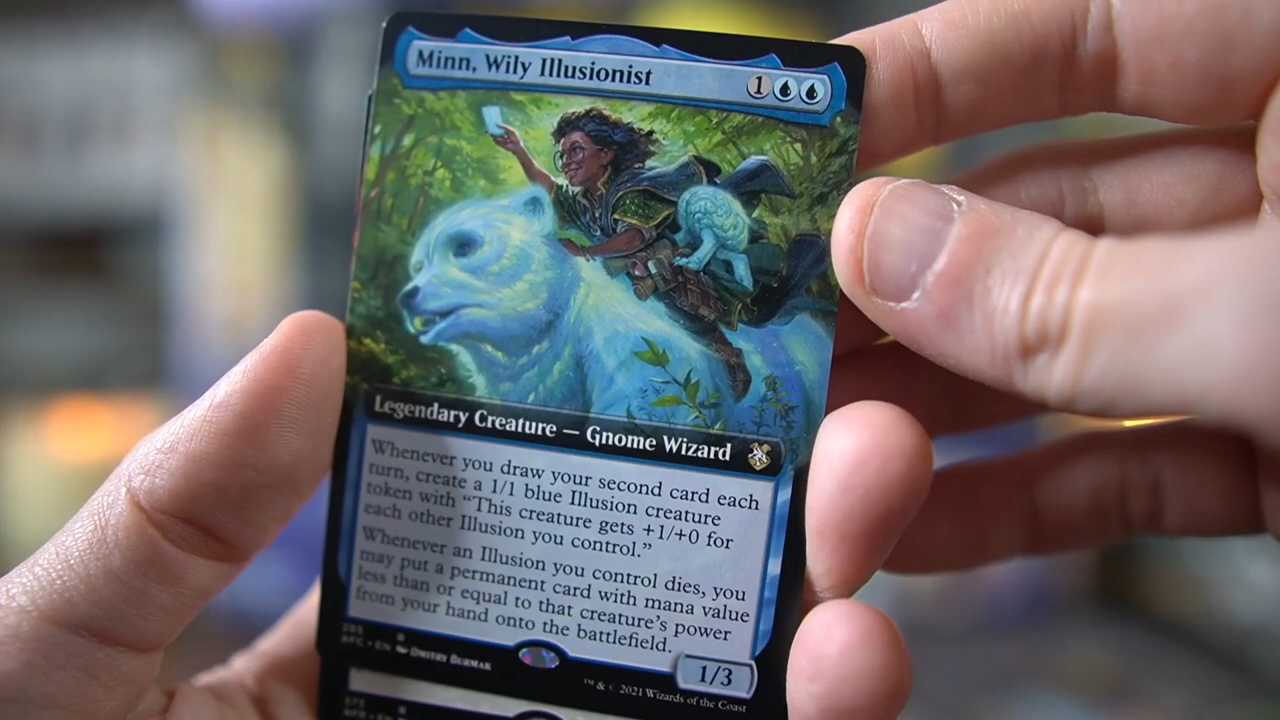 Minn, Wily Illusionist 1
Legendary Creature — Gnome Wizard
Whenever you draw your second card each
turn, create a 1/1 blue Illusion creature
token with “This creature gets +1/+0 for
each other Illusion you control.”
Whenever an Illusion you control dies, you
may put a permanent card with mana value
less than or equal to that creature’s power
from your hand onto the battlefield.
1/3
R
AFC • EN Dmitry Burmak
™ & © 2021 Wizards of the Coast